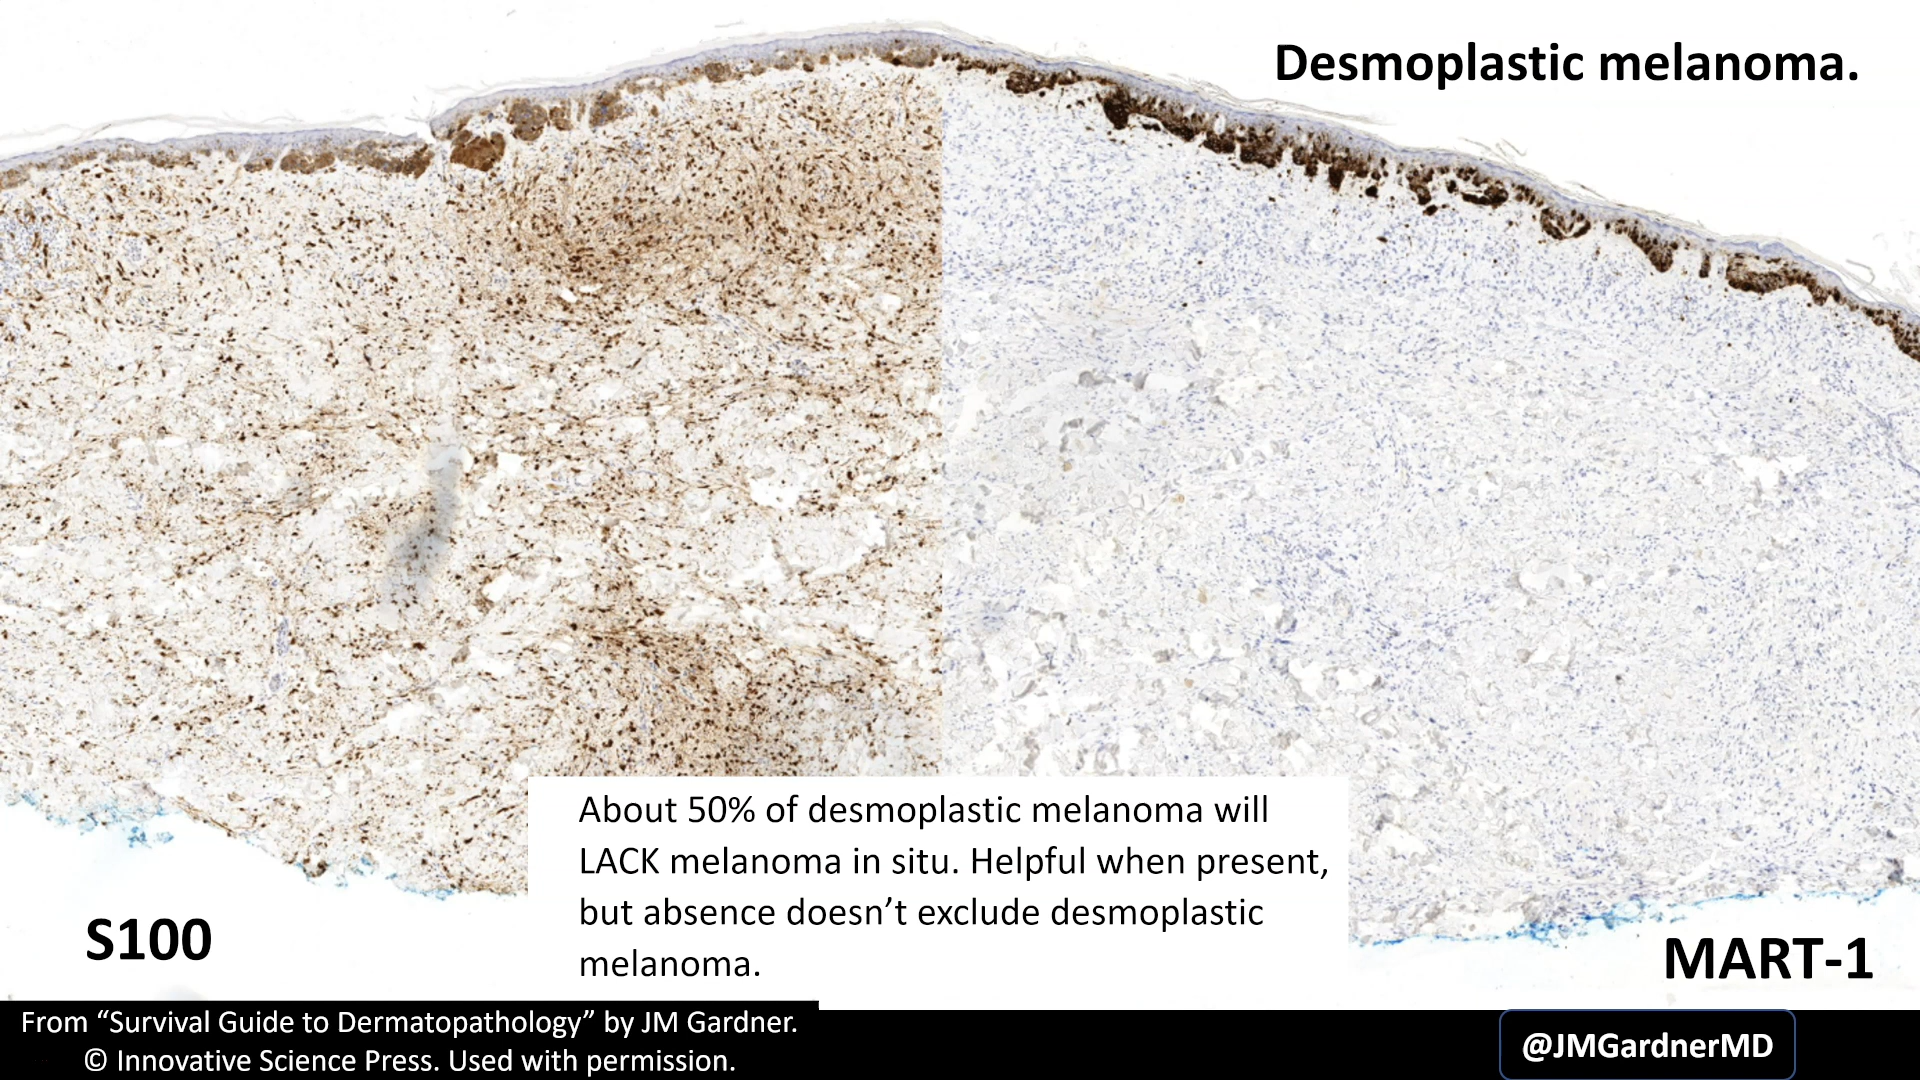 Desmoplastic melanoma.
About 50% of desmoplastic melanoma will
LACK melanoma in situ. Helpful when present,
but absence doesn’t exclude desmoplastic
melanoma.
S100
MART-1
From “Survival Guide to Dermatopathology” by JM Gardner.
© Innovative Science Press. Used with permission.
@JMGardnerMD